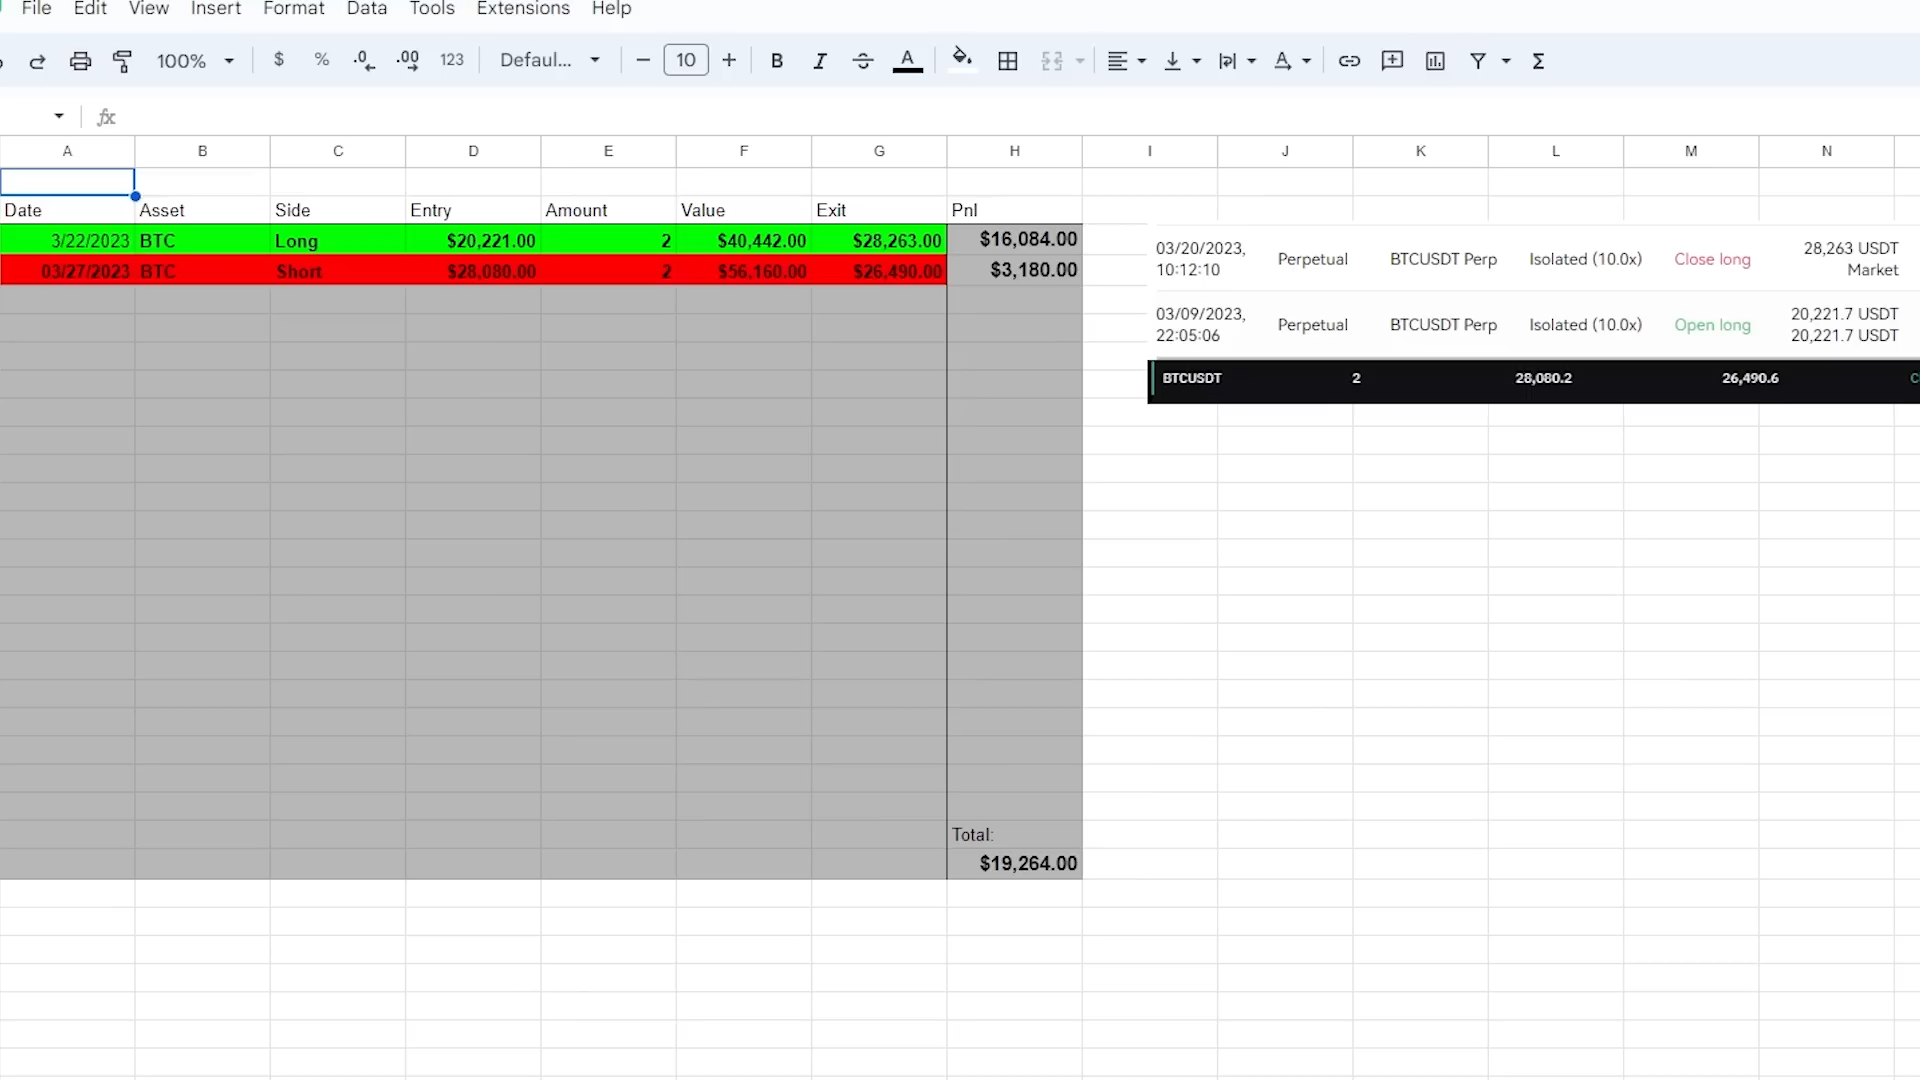 File Edit View Insert Format Data Tools Extensions Help
100% $ % .0 .00 123 Defaul... 10 B I A A Σ
fx
A B C D E F G H I J K L M N
Date Asset Side Entry Amount Value Exit Pnl
3/22/2023 BTC Long $20,221.00 2 $40,442.00 $28,263.00 $16,084.00
03/27/2023 BTC Short $28,080.00 2 $56,160.00 $26,490.00 $3,180.00
03/20/2023, 10:12:10 Perpetual BTCUSDT Perp Isolated (10.0x) Close long 28,263 USDT Market
03/09/2023, 22:05:06 Perpetual BTCUSDT Perp Isolated (10.0x) Open long 20,221.7 USDT 20,221.7 USDT
BTCUSDT 2 28,080.2 26,490.6
Total:
$19,264.00